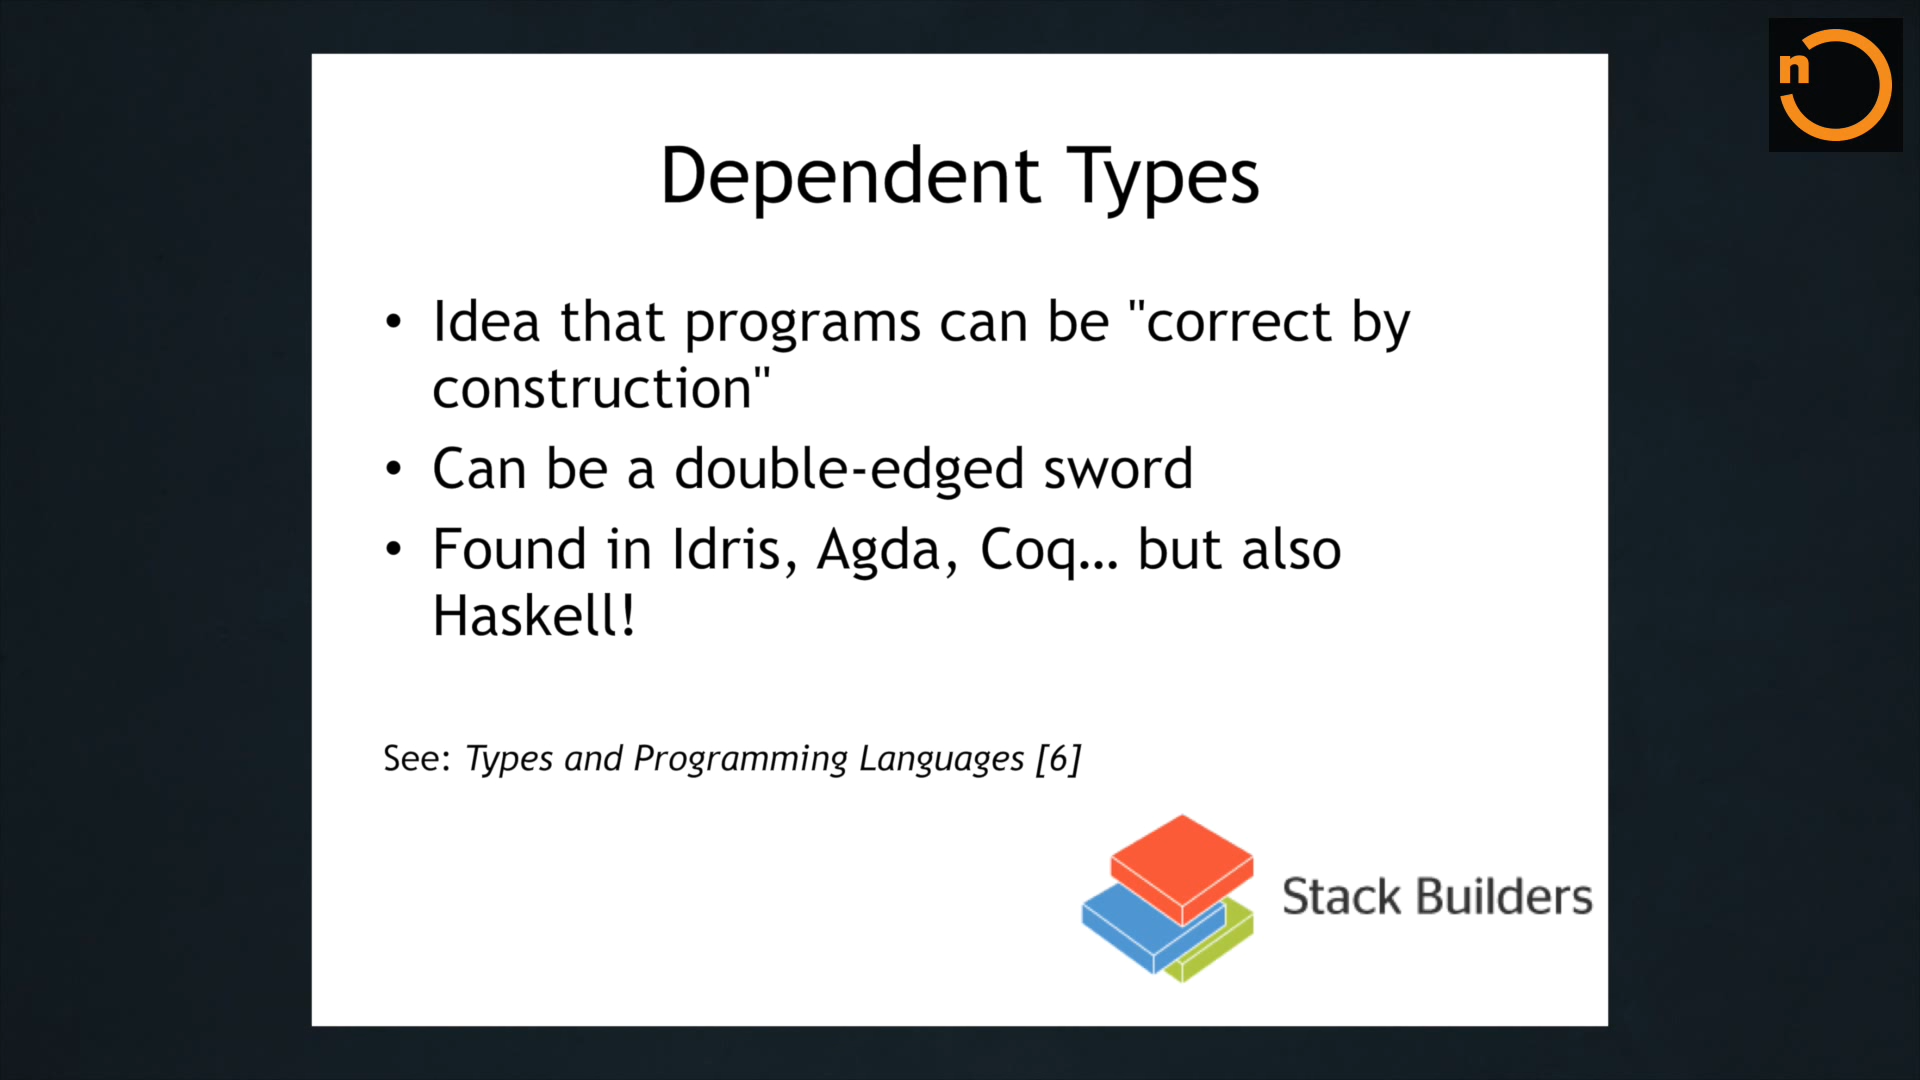 n
Dependent Types
• Idea that programs can be "correct by
construction"
• Can be a double-edged sword
• Found in Idris, Agda, Coq… but also
Haskell!
See: Types and Programming Languages [6]
Stack Builders